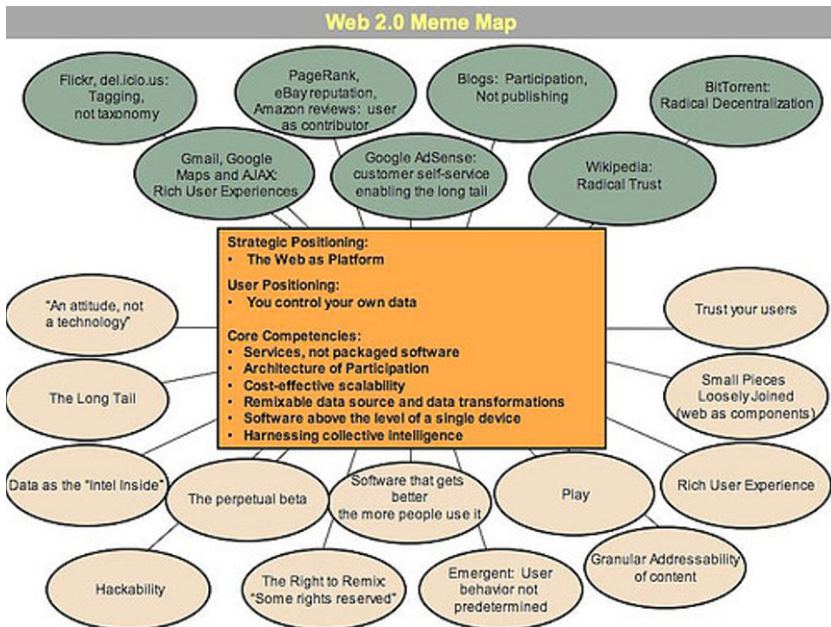 Web 2.0 Meme Map
Flickr, del.icio.us:
Tagging,
not taxonomy
PageRank,
eBay reputation,
Amazon reviews: user
as contributor
Blogs: Participation,
Not publishing
BitTorrent:
Radical Decentralization
Gmail, Google
Maps and AJAX:
Rich User Experiences
Google AdSense:
customer self-service
enabling the long tail
Wikipedia:
Radical Trust
Strategic Positioning:
• The Web as Platform
User Positioning:
• You control your own data
Core Competencies:
• Services, not packaged software
• Architecture of Participation
• Cost-effective scalability
• Remixable data source and data transformations
• Software above the level of a single device
• Harnessing collective intelligence
"An attitude, not
a technology"
Trust your users
The Long Tail
Small Pieces
Loosely Joined
(web as components)
Data as the "Intel Inside"
The perpetual beta
Software that gets
better
the more people use it
Play
Rich User Experience
Hackability
The Right to Remix:
"Some rights reserved"
Emergent: User
behavior not
predetermined
Granular Addressability
of content